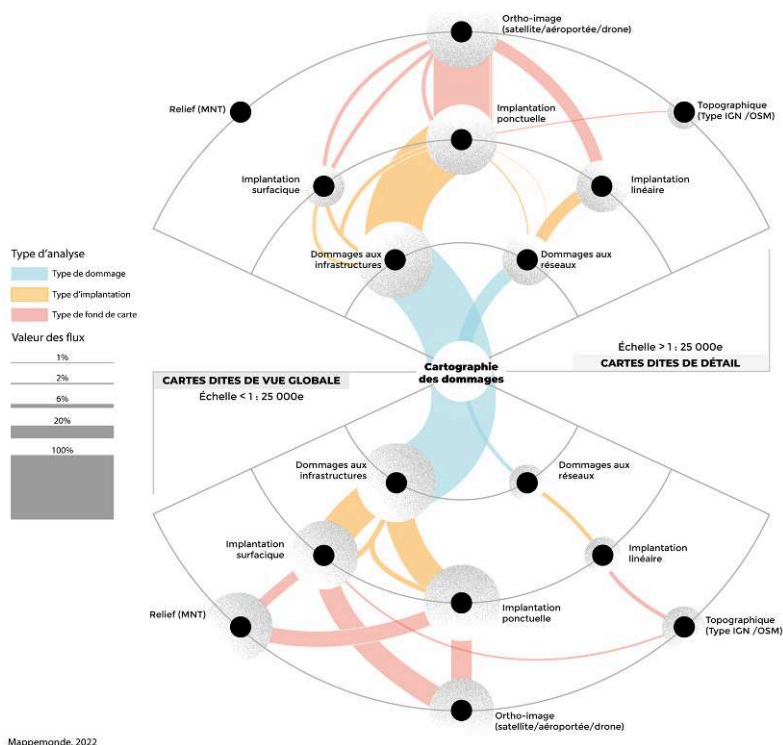 Ortho-image
(satellite/aéroportée/drone)
Relief (MNT)
Implantation
ponctuelle
Topographique
(Type IGN /OSM)
Implantation
surfacique
Implantation
linéaire
Dommages aux
infrastructures
Dommages aux
réseaux
Type d'analyse
Type de dommage
Type d'implantation
Type de fond de carte
Valeur des flux
1%
2%
6%
20%
100%
Échelle > 1 : 25 000e
CARTES DITES DE DÉTAIL
Cartographie
des dommages
CARTES DITES DE VUE GLOBALE
Échelle < 1 : 25 000e
Dommages aux
infrastructures
Dommages aux
réseaux
Implantation
surfacique
Implantation
linéaire
Relief (MNT)
Implantation
ponctuelle
Topographique
(Type IGN /OSM)
Ortho-image
(satellite/aéroportée/drone)
Mappemonde, 2022